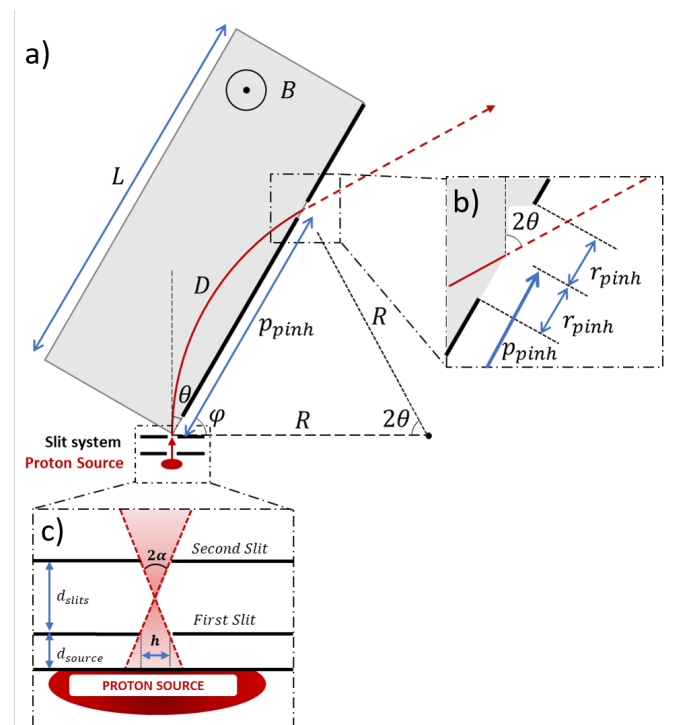 a)
B
L
b)
2θ
D
r_pinh
p_pinh
r_pinh
R
p_pinh
θ
φ
R
2θ
Slit system
Proton Source
c)
2α
Second Slit
d_slits
First Slit
h
d_source
PROTON SOURCE